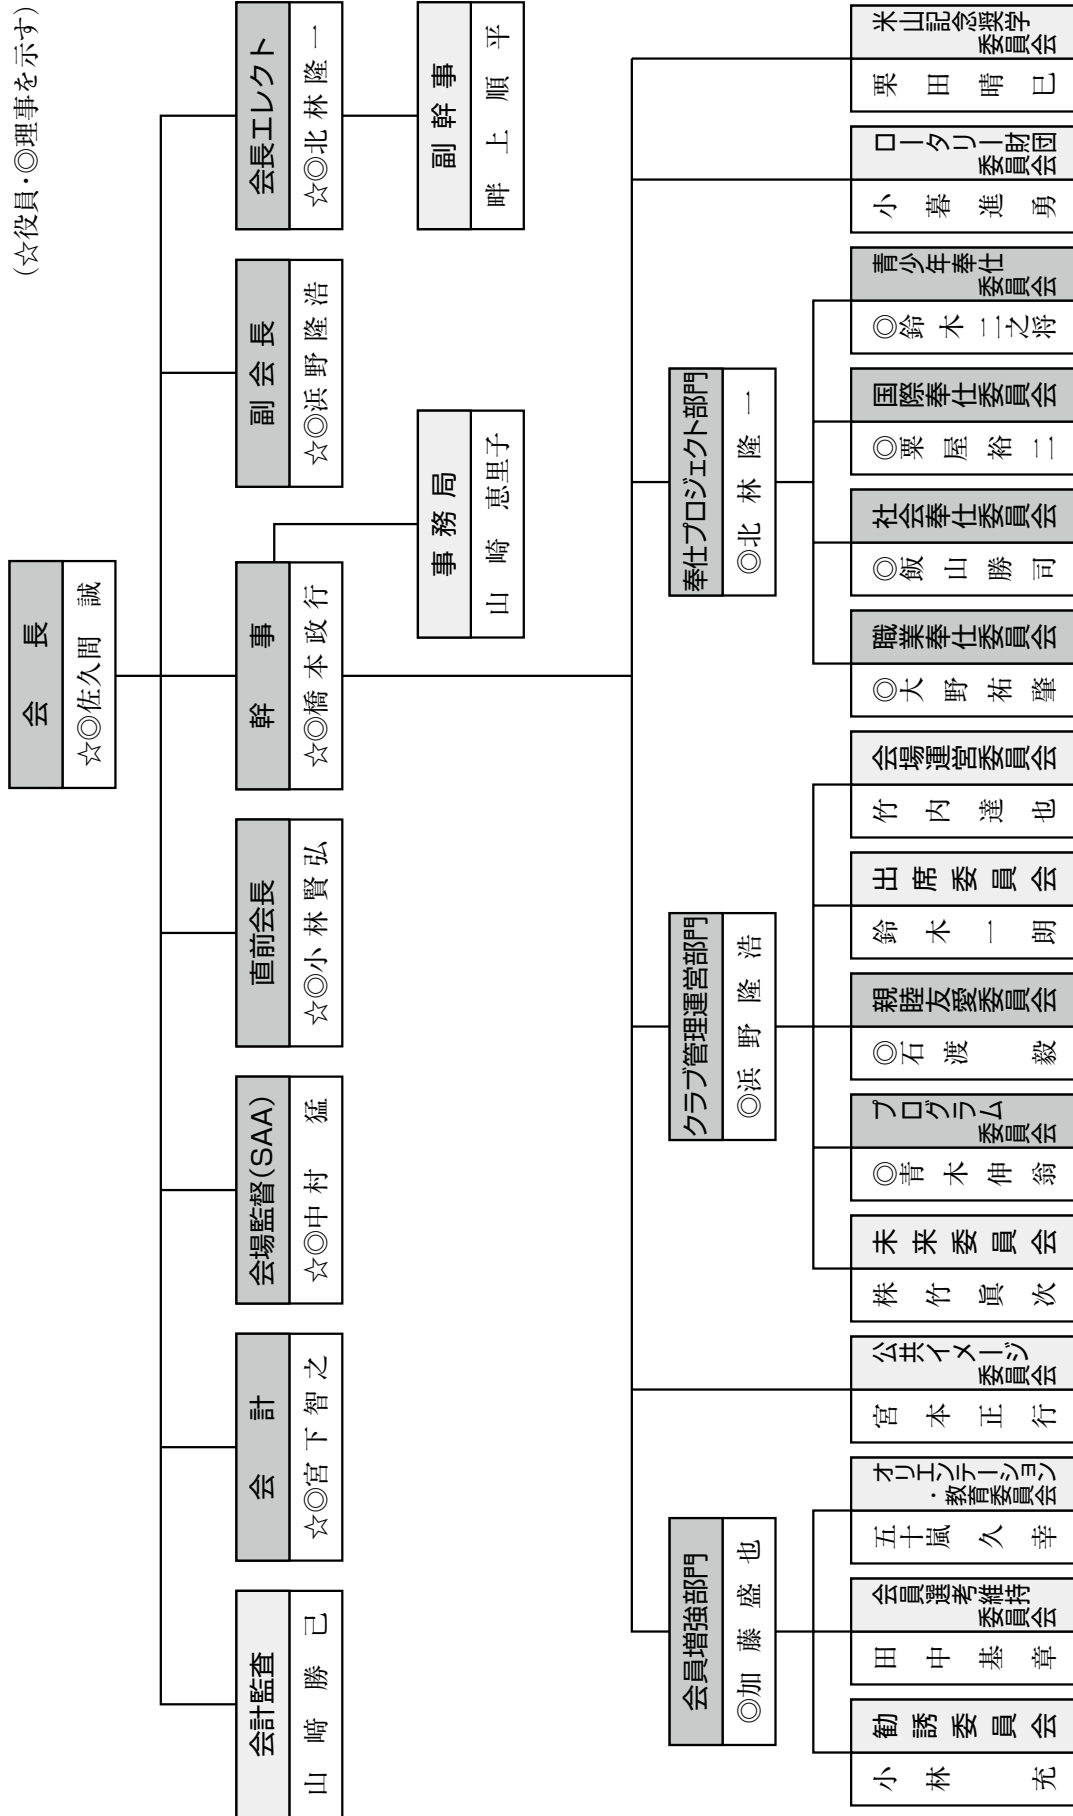 (☆役員・◎理事を示す)
会長
☆◎佐久間 誠
会計監査
山﨑勝己
会計
☆◎宮下智之
会場監督(SAA)
☆◎中村 猛
直前会長
☆◎小林賢弘
幹事
☆◎橋本政行
副会長
☆◎浜野隆浩
会長エレクト
☆◎北林隆一
事務局
山崎恵里子
副幹事
畔上順平
会員増強部門
◎加藤盛也
クラブ管理運営部門
◎浜野隆浩
奉仕プロジェクト部門
◎北林隆一
勧誘委員会
小林 充
会員選考維持
委員会
田中基章
オリエンテーション
・教育委員会
五十嵐久幸
公共イメージ
委員会
宮本正行
未来委員会
株竹眞次
プログラム
委員会
◎青木伸翁
親睦友愛委員会
◎石渡 毅
出席委員会
鈴木一朗
会場運営委員会
竹内達也
職業奉仕委員会
◎大野祐肇
社会奉仕委員会
◎飯山勝司
国際奉仕委員会
◎粟屋裕二
青少年奉仕
委員会
◎鈴木二之将
ロータリー財団
委員会
小暮進勇
米山記念奨学
委員会
栗田晴巳